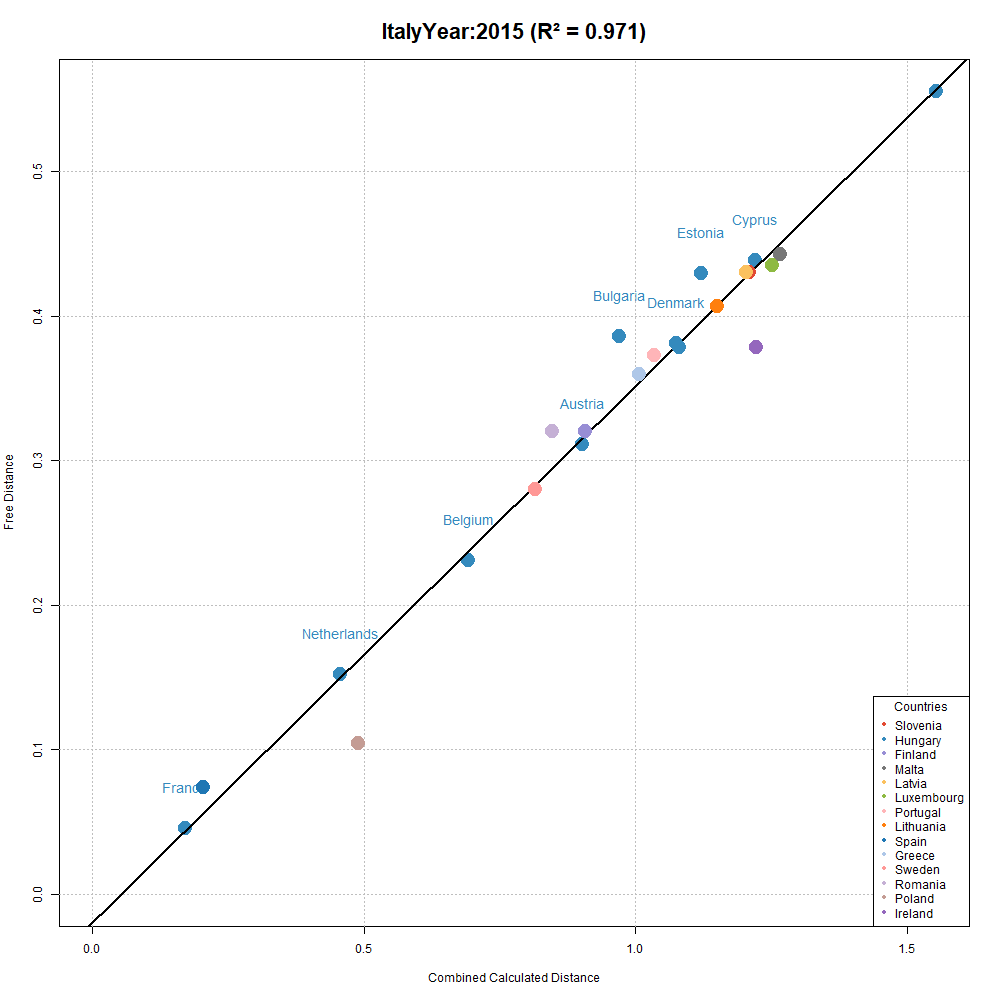 ItalyYear:2015 (R² = 0.971)
Free Distance
0.5
0.4
0.3
0.2
0.1
0.0
Cyprus
Estonia
Bulgaria
Denmark
Austria
Belgium
Netherlands
Franc
Countries
Slovenia
Hungary
Finland
Malta
Latvia
Luxembourg
Portugal
Lithuania
Spain
Greece
Sweden
Romania
Poland
Ireland
0.0
0.5
1.0
1.5
Combined Calculated Distance